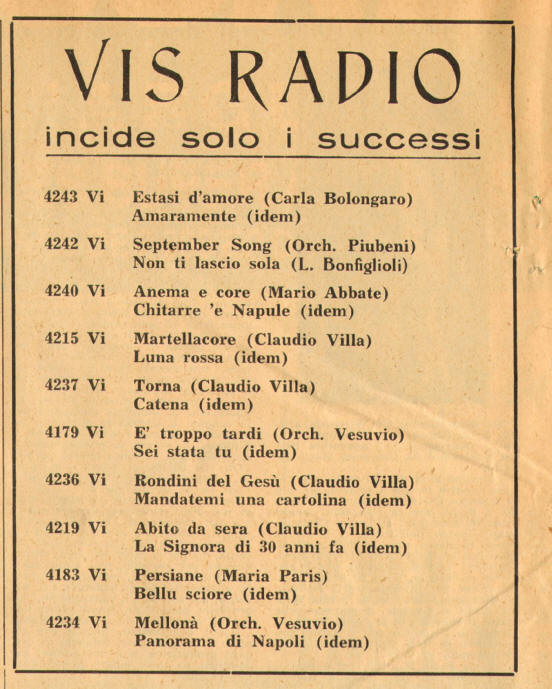 VIS RADIO
incide solo i successi
4243 Vi Estasi d'amore (Carla Bolongaro)
Amaramente (idem)
4242 Vi September Song (Orch. Piubeni)
Non ti lascio sola (L. Bonfiglioli)
4240 Vi Anema e core (Mario Abbate)
Chitarre 'e Napule (idem)
4215 Vi Martellacore (Claudio Villa)
Luna rossa (idem)
4237 Vi Torna (Claudio Villa)
Catena (idem)
4179 Vi E' troppo tardi (Orch. Vesuvio)
Sei stata tu (idem)
4236 Vi Rondini del Gesù (Claudio Villa)
Mandatemi una cartolina (idem)
4219 Vi Abito da sera (Claudio Villa)
La Signora di 30 anni fa (idem)
4183 Vi Persiane (Maria Paris)
Bellu sciore (idem)
4234 Vi Mellonà (Orch. Vesuvio)
Panorama di Napoli (idem)